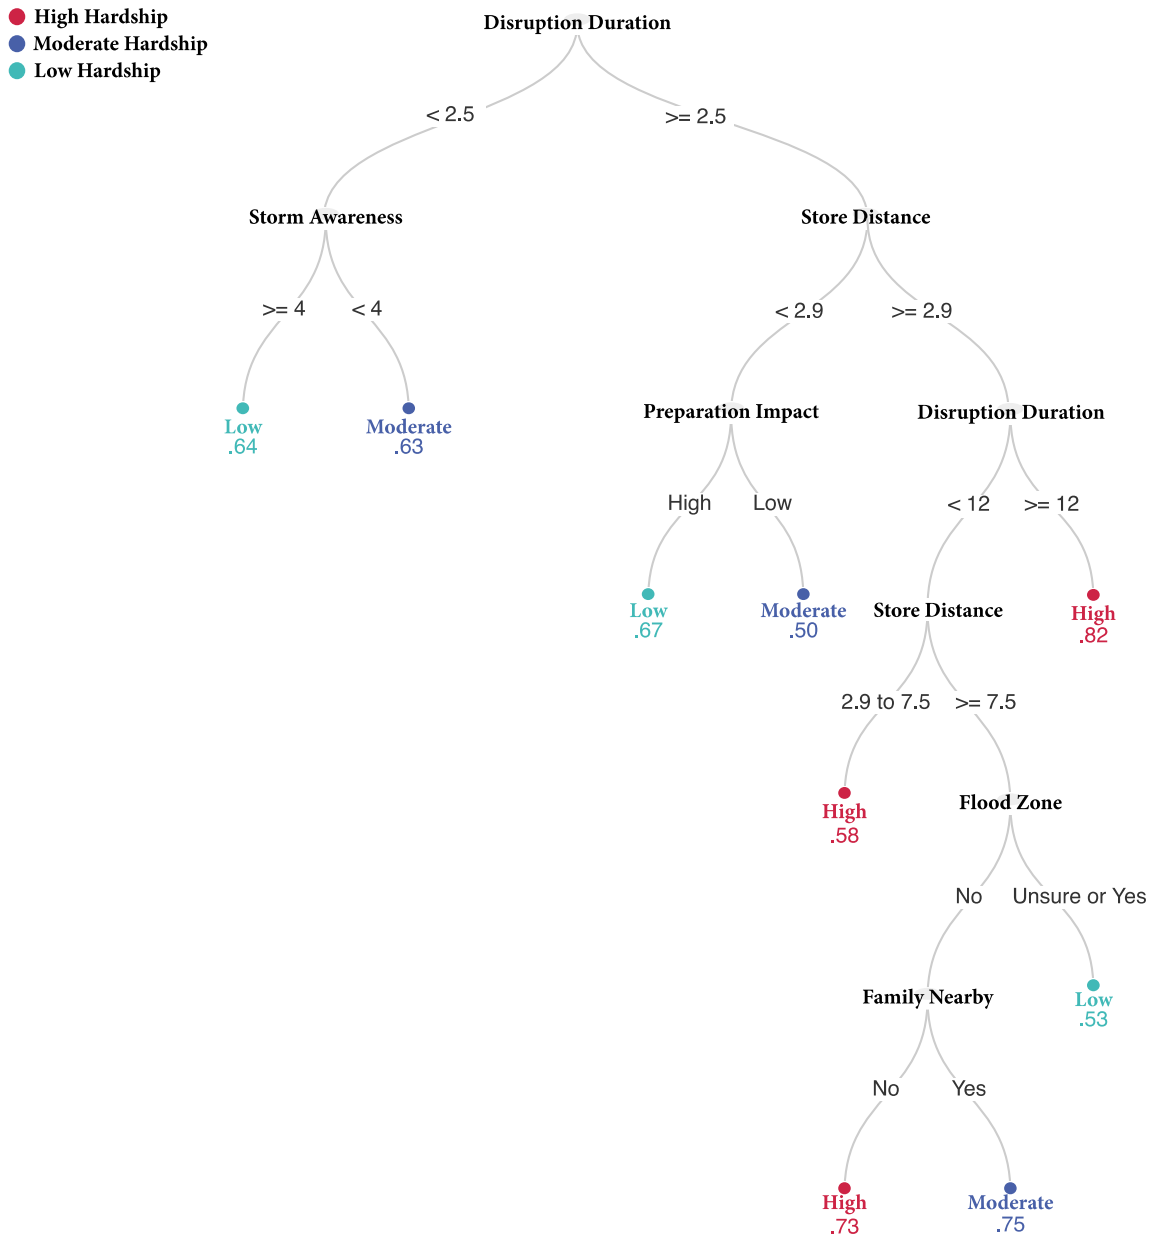 High Hardship
Moderate Hardship
Low Hardship
Disruption Duration
< 2.5
>= 2.5
Storm Awareness
Store Distance
>= 4
< 4
< 2.9
>= 2.9
Low
.64
Moderate
.63
Preparation Impact
Disruption Duration
High
Low
< 12
>= 12
Low
.67
Moderate
.50
Store Distance
High
.82
2.9 to 7.5
>= 7.5
High
.58
Flood Zone
No
Unsure or Yes
Family Nearby
Low
.53
No
Yes
High
.73
Moderate
.75